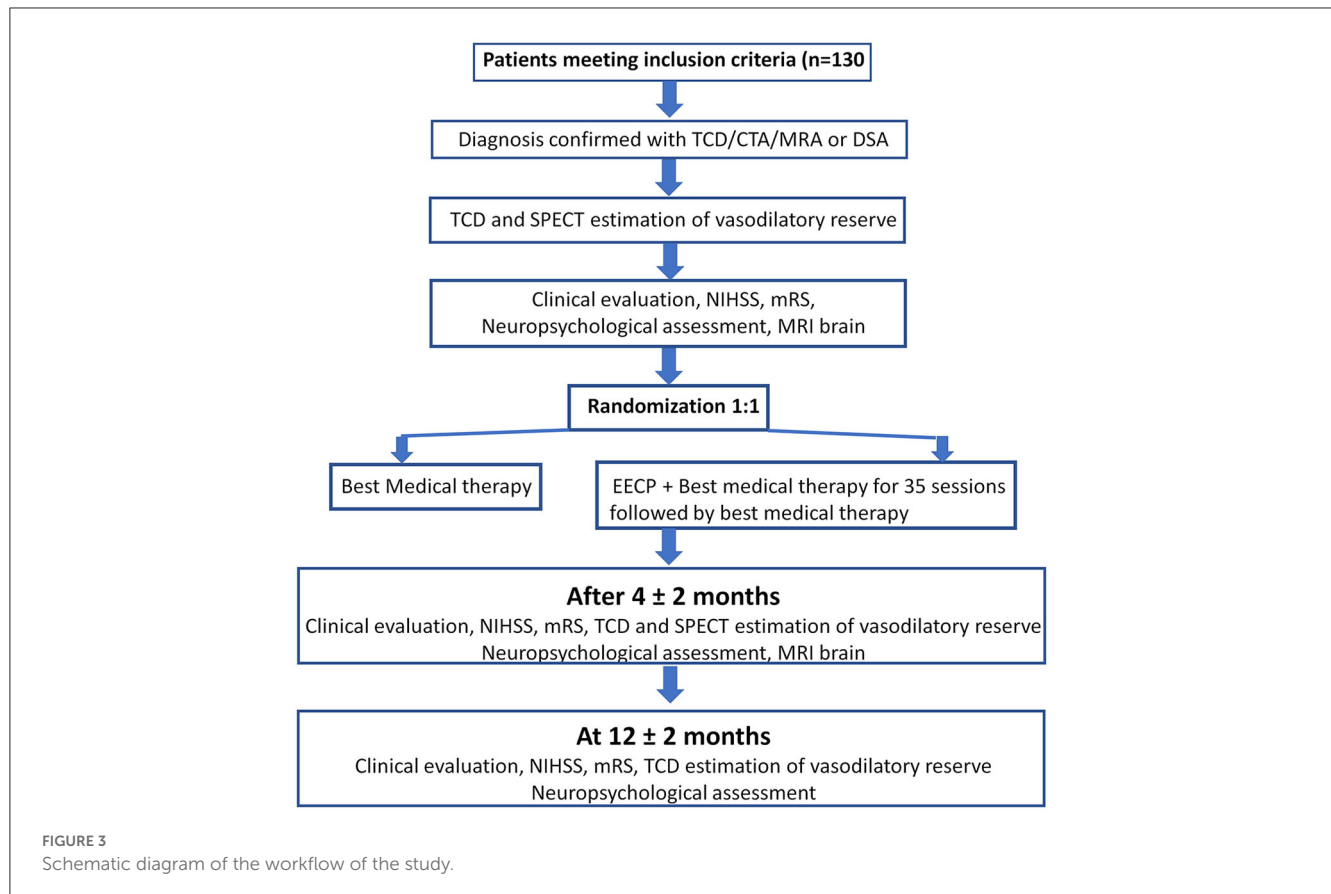 Patients meeting inclusion criteria (n=130
Diagnosis confirmed with TCD/CTA/MRA or DSA
TCD and SPECT estimation of vasodilatory reserve
Clinical evaluation, NIHSS, mRS,
Neuropsychological assessment, MRI brain
Randomization 1:1
Best Medical therapy
EECP + Best medical therapy for 35 sessions
followed by best medical therapy
After 4 ± 2 months
Clinical evaluation, NIHSS, mRS, TCD and SPECT estimation of vasodilatory reserve
Neuropsychological assessment, MRI brain
At 12 ± 2 months
Clinical evaluation, NIHSS, mRS, TCD estimation of vasodilatory reserve
Neuropsychological assessment
FIGURE 3
Schematic diagram of the workflow of the study.